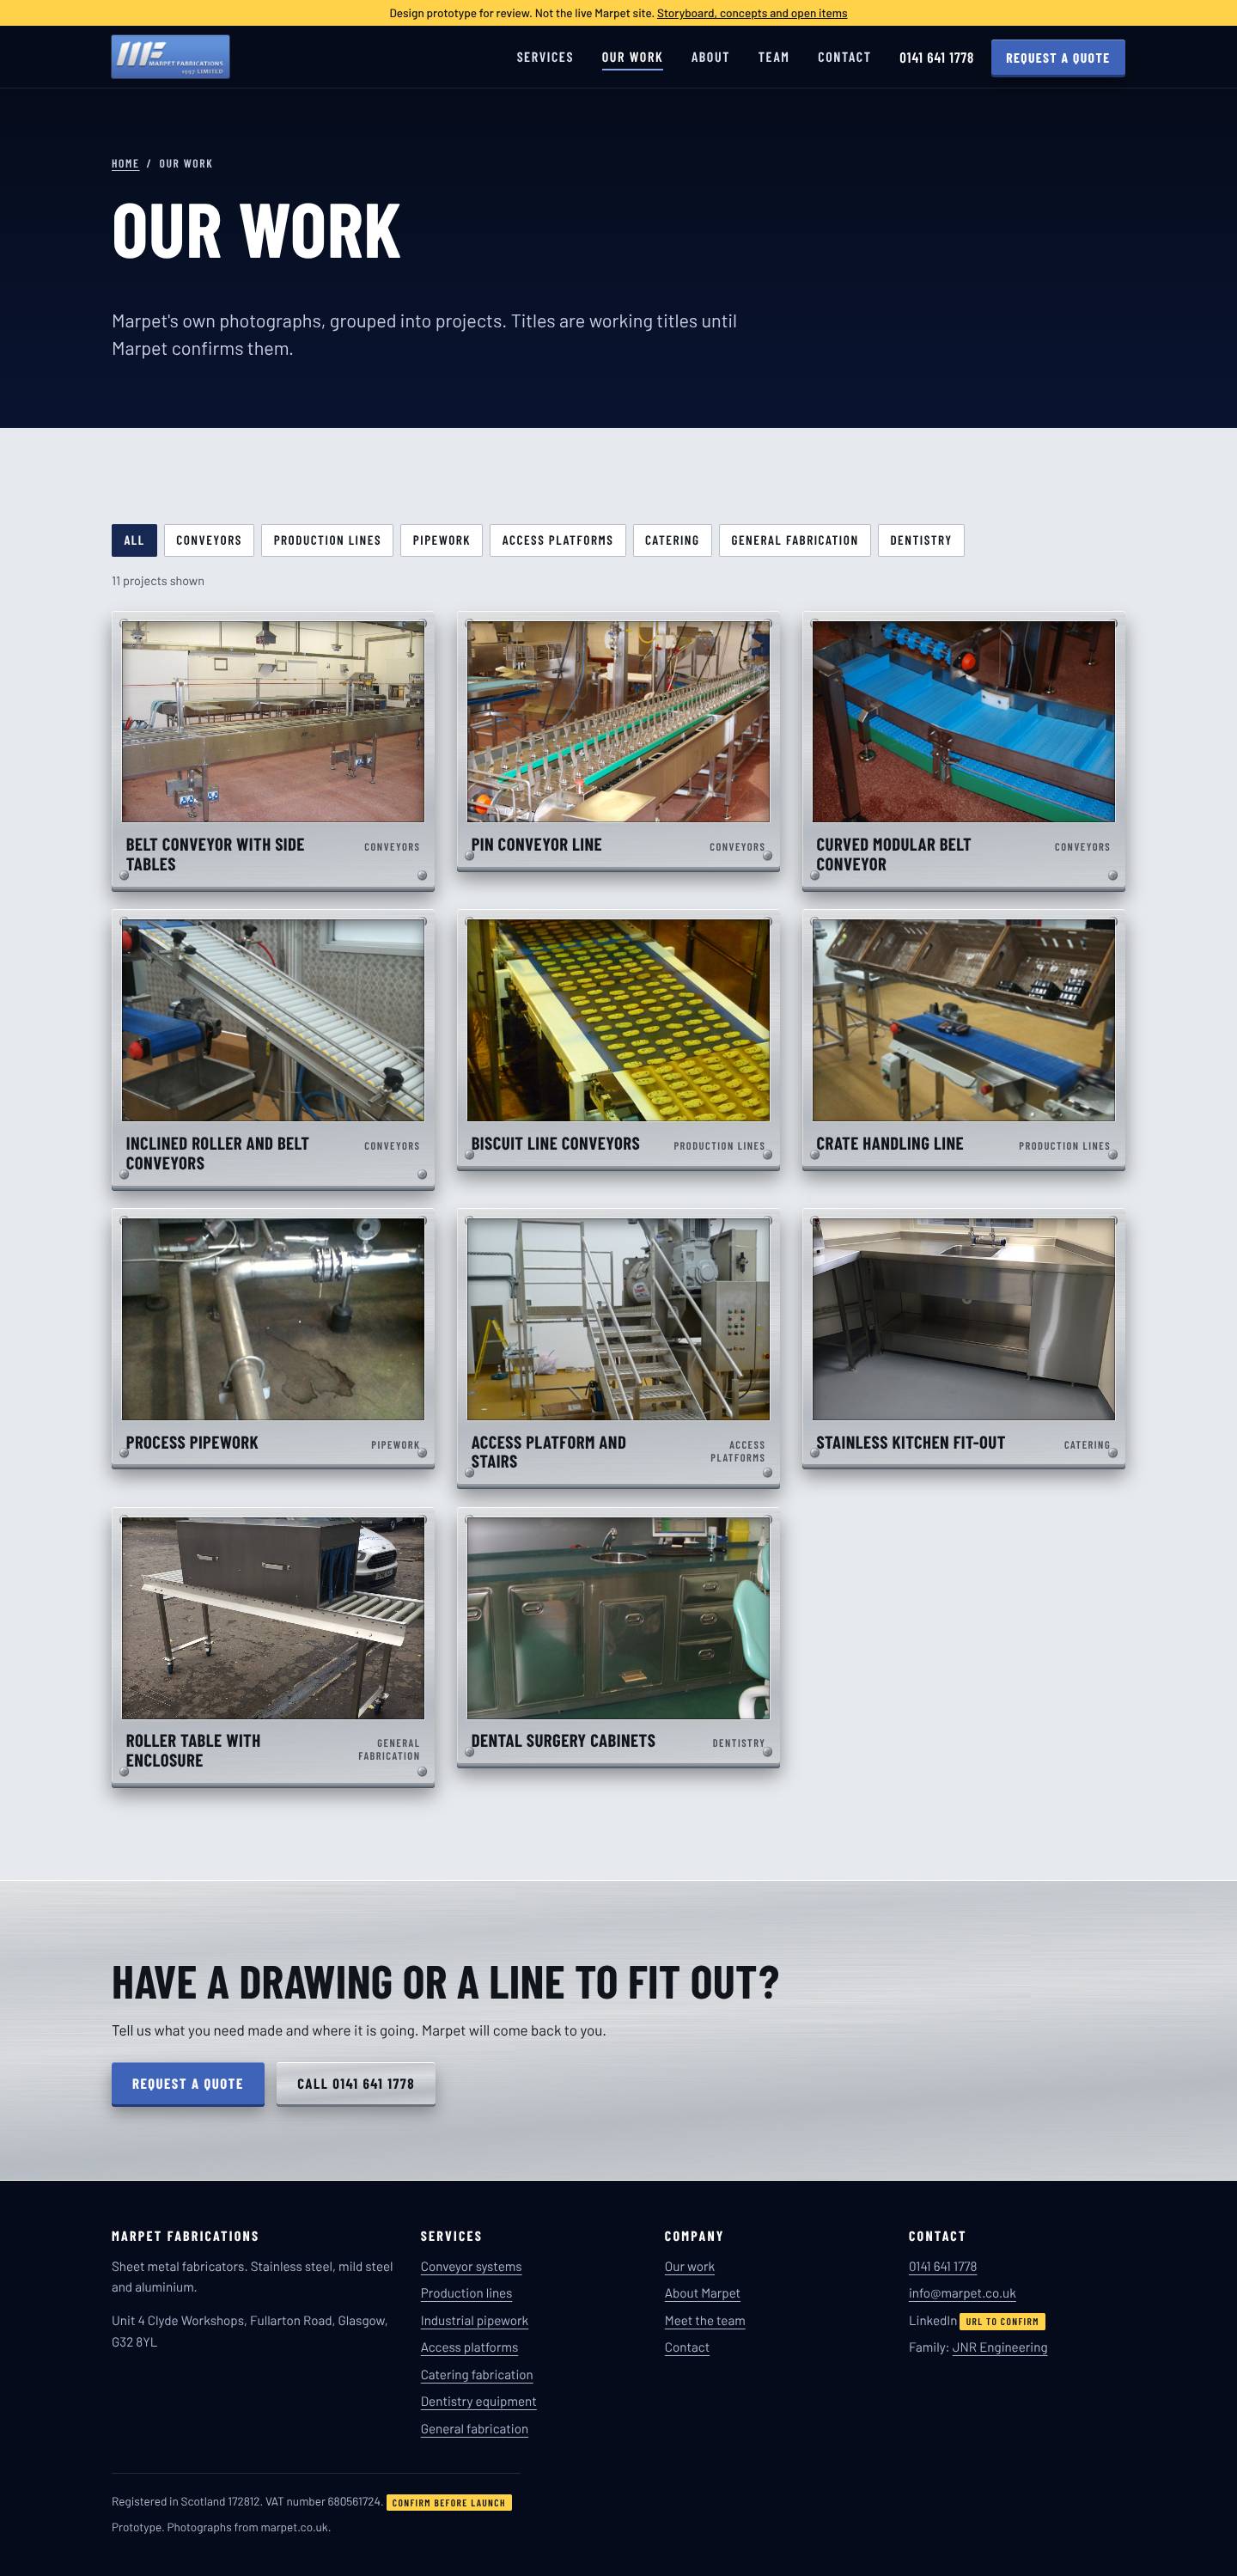 Design prototype for review. Not the live Marpet site. Storyboard, concepts and open items
MF MARPET FABRICATIONS
1997 LIMITED
SERVICES OUR WORK ABOUT TEAM CONTACT 0141 641 1778 REQUEST A QUOTE
HOME / OUR WORK
OUR WORK
Marpet's own photographs, grouped into projects. Titles are working titles until
Marpet confirms them.
ALL CONVEYORS PRODUCTION LINES PIPEWORK ACCESS PLATFORMS CATERING GENERAL FABRICATION DENTISTRY
11 projects shown
BELT CONVEYOR WITH SIDE
TABLES
CONVEYORS
PIN CONVEYOR LINE
CONVEYORS
CURVED MODULAR BELT
CONVEYOR
CONVEYORS
INCLINED ROLLER AND BELT
CONVEYORS
CONVEYORS
BISCUIT LINE CONVEYORS
PRODUCTION LINES
CRATE HANDLING LINE
PRODUCTION LINES
PROCESS PIPEWORK
PIPEWORK
ACCESS PLATFORM AND
STAIRS
ACCESS
PLATFORMS
STAINLESS KITCHEN FIT-OUT
CATERING
ROLLER TABLE WITH
ENCLOSURE
GENERAL
FABRICATION
DENTAL SURGERY CABINETS
DENTISTRY
HAVE A DRAWING OR A LINE TO FIT OUT?
Tell us what you need made and where it is going. Marpet will come back to you.
REQUEST A QUOTE CALL 0141 641 1778
MARPET FABRICATIONS
Sheet metal fabricators. Stainless steel, mild steel
and aluminium.
Unit 4 Clyde Workshops, Fullarton Road, Glasgow,
G32 8YL
SERVICES
Conveyor systems
Production lines
Industrial pipework
Access platforms
Catering fabrication
Dentistry equipment
General fabrication
COMPANY
Our work
About Marpet
Meet the team
Contact
CONTACT
0141 641 1778
info@marpet.co.uk
LinkedIn URL TO CONFIRM
Family: JNR Engineering
Registered in Scotland 172812. VAT number 680561724. CONFIRM BEFORE LAUNCH
Prototype. Photographs from marpet.co.uk.